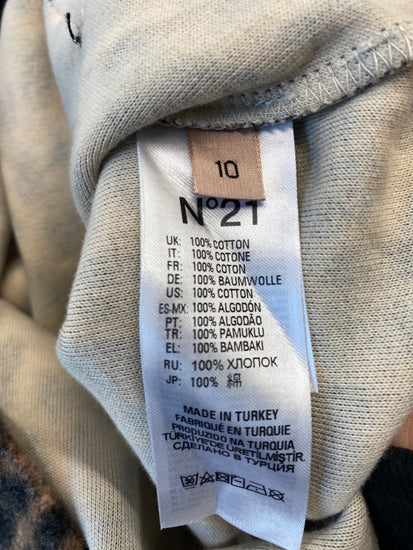 10
N°21
UK: 100% COTTON
IT: 100% COTONE
FR: 100% COTON
DE: 100% BAUMWOLLE
US: 100% COTTON
ES-MX: 100% ALGODÓN
PT: 100% ALGODÃO
TR: 100% PAMUKLU
EL: 100% BAMBAKI
RU: 100% ХЛОПОК
JP: 100% 綿
MADE IN TURKEY
FABRIQUÉ EN TURQUIE
PRODUZIDO NA TURQUIA
TÜRKİYE'DE ÜRETİLMİŞTİR
СДЕЛАНО В ТУРЦИЯ
30